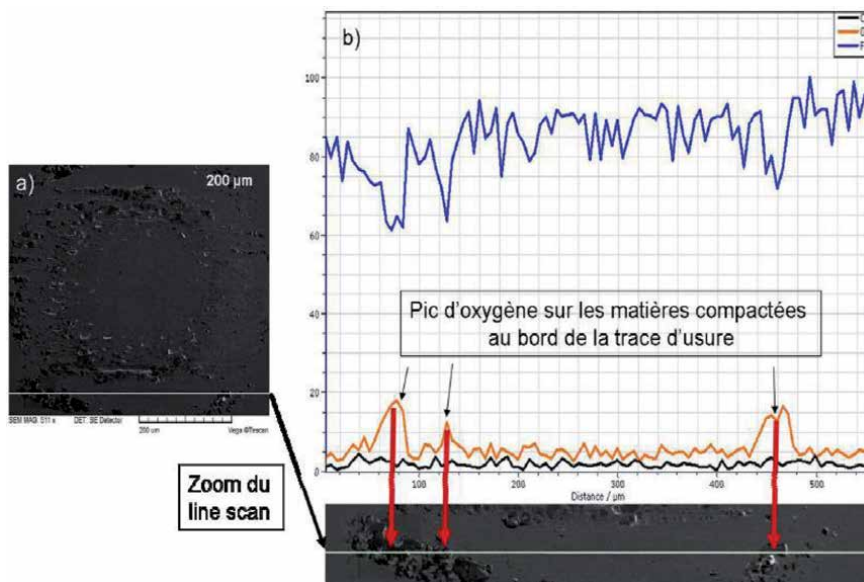 a)
200 µm
SEM MAG: 511 x
DET: SE Detector
200 µm
Vega ©Tescan
Zoom du
line scan
b)
100
80
60
40
20
0
Pic d'oxygène sur les matières compactées
au bord de la trace d'usure
100
200
300
400
500
Distance / µm